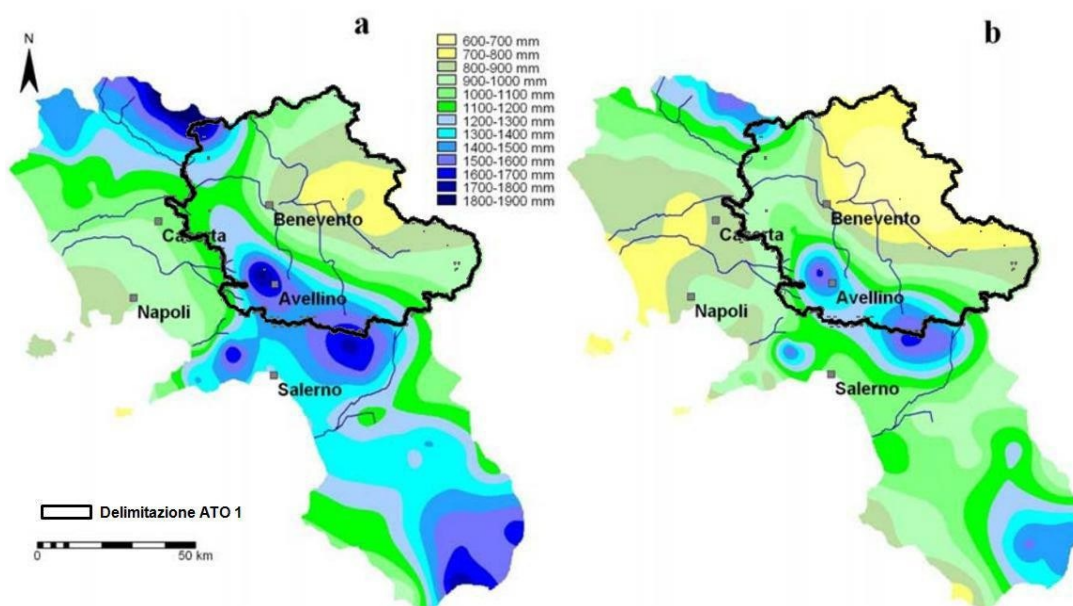 a
b
N
600-700 mm
700-800 mm
800-900 mm
900-1000 mm
1000-1100 mm
1100-1200 mm
1200-1300 mm
1300-1400 mm
1400-1500 mm
1500-1600 mm
1600-1700 mm
1700-1800 mm
1800-1900 mm
Benevento
Caserta
Avellino
Napoli
Salerno
Benevento
Caserta
Avellino
Napoli
Salerno
Delimitazione ATO 1
0 50 km